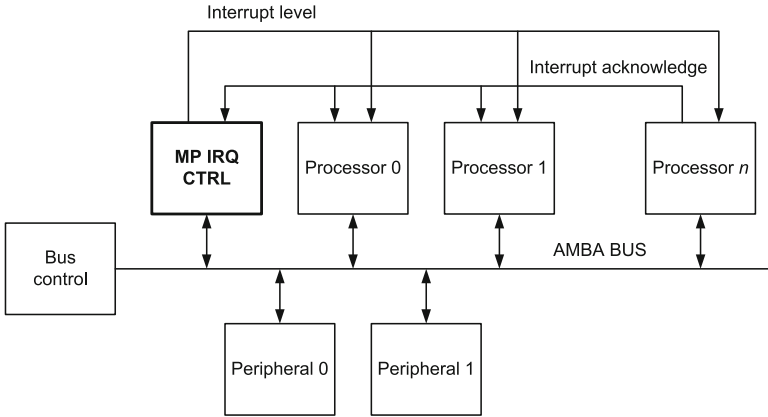 Interrupt level
Interrupt acknowledge
MP IRQ
CTRL
Processor 0
Processor 1
Processor n
Bus
control
AMBA BUS
Peripheral 0
Peripheral 1